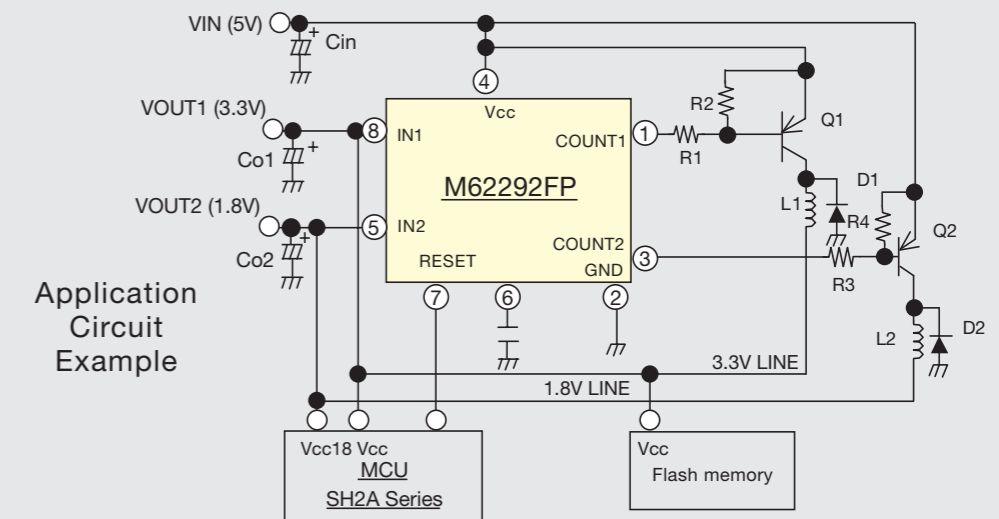 VIN (5V)
+
Cin
4
Vcc
VOUT1 (3.3V)
8
IN1
+
Co1
VOUT2 (1.8V)
5
IN2
+
Co2
M62292FP
COUNT1
1
R1
R2
Q1
L1
D1
R4
COUNT2
3
R3
Q2
GND
RESET
7
6
2
L2
D2
Application
Circuit
Example
3.3V LINE
1.8V LINE
Vcc18 Vcc
MCU
SH2A Series
Vcc
Flash memory